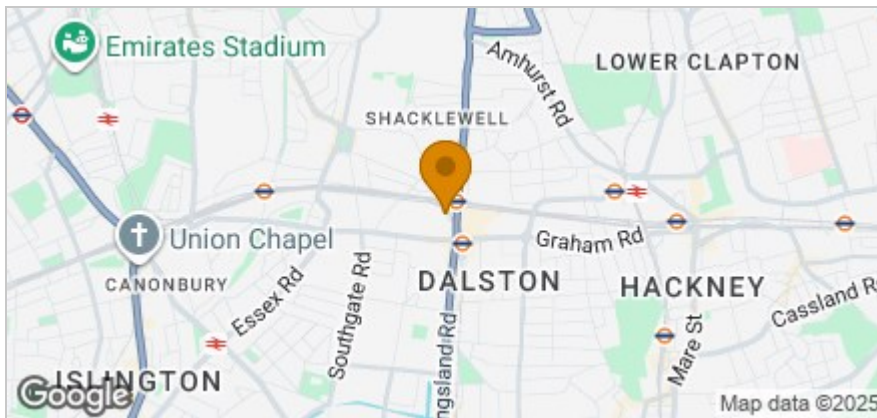 Emirates Stadium
Amhurst Rd
LOWER CLAPTON
SHACKLEWELL
Union Chapel
Graham Rd
CANONBURY
Essex Rd
Southgate Rd
DALSTON
HACKNEY
Cassland R
ngsland Rd
Mare St
ISLINGTON
Google
Map data ©2025